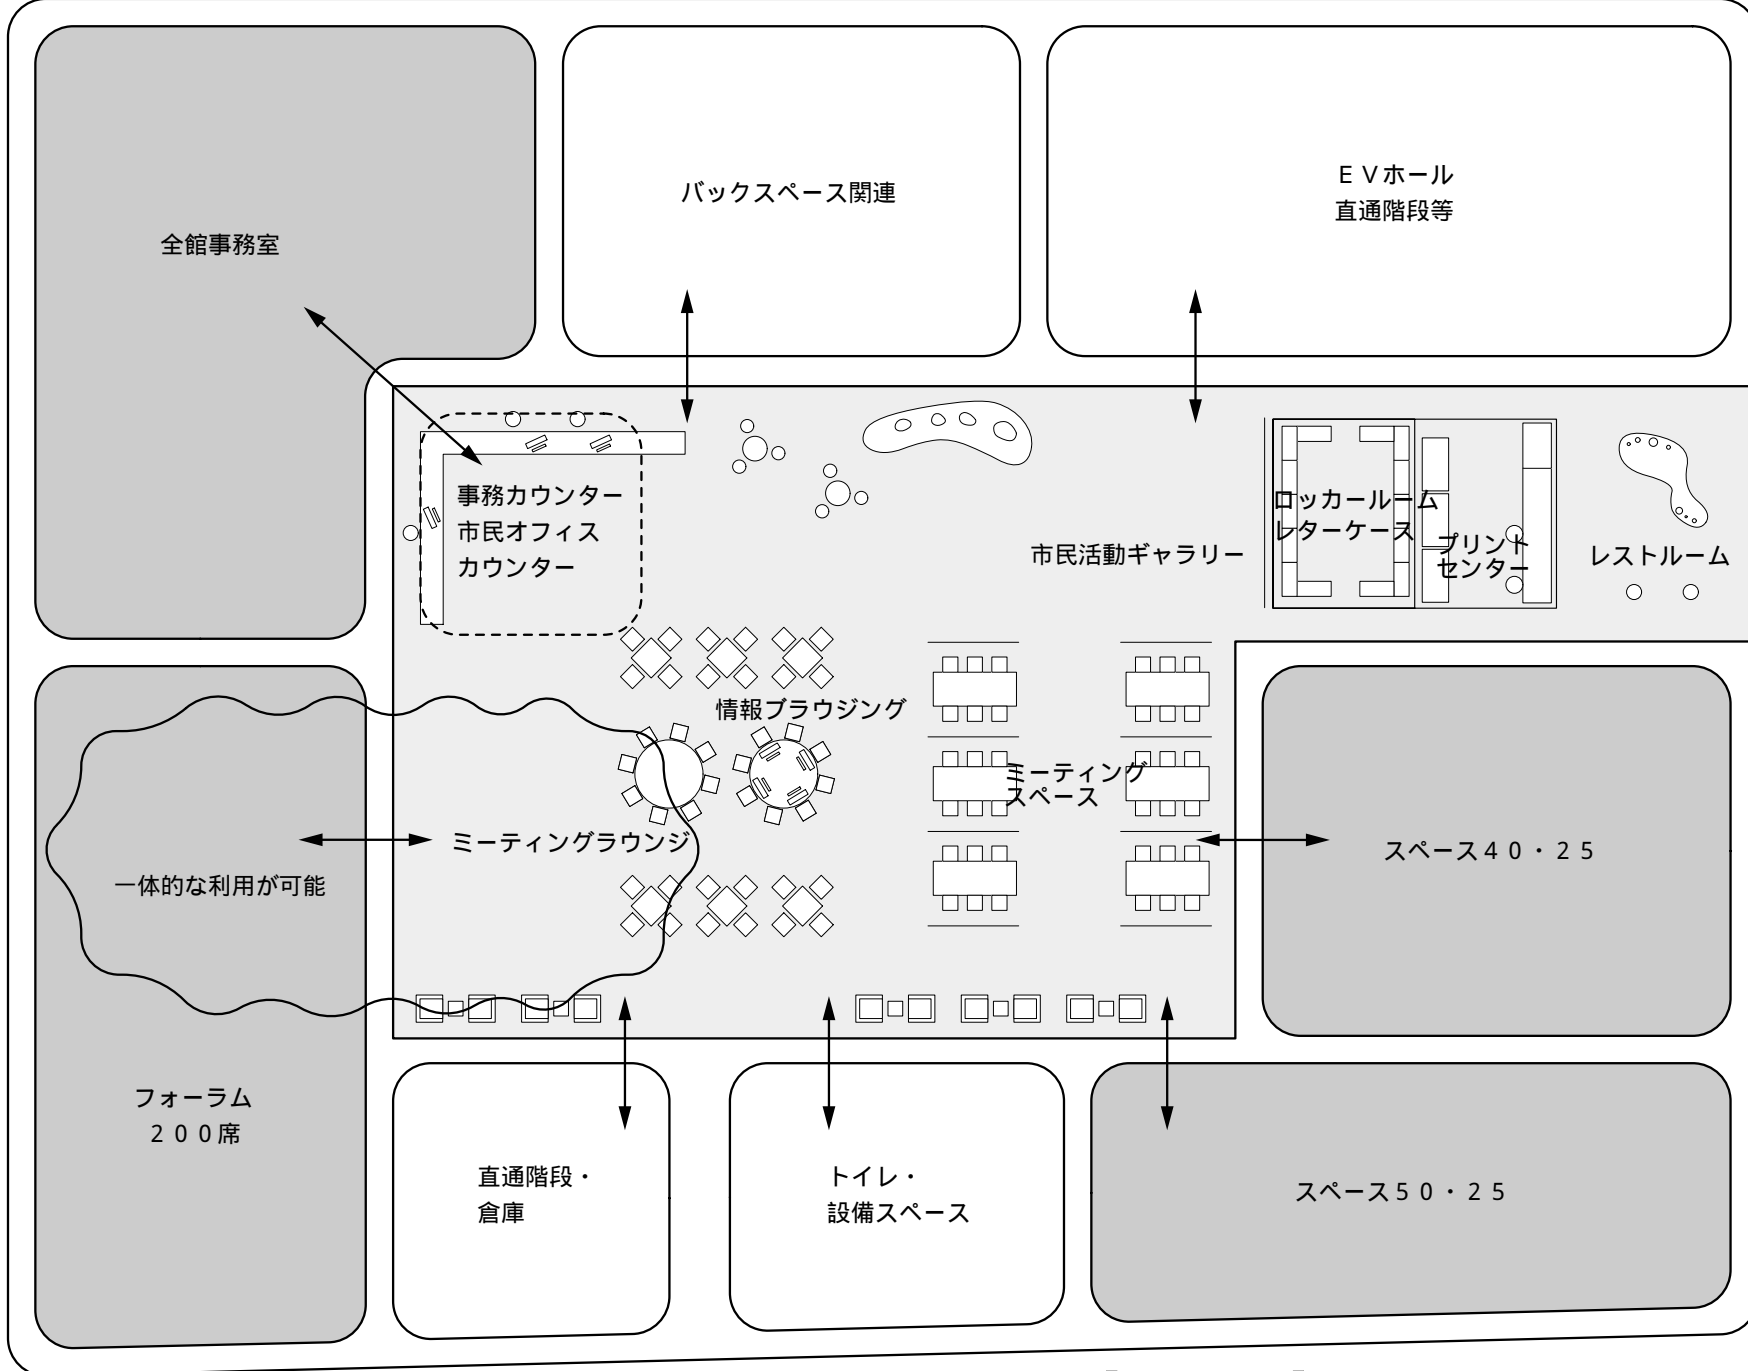 バックスペース関連
ＥＶホール
直通階段等
全館事務室
事務カウンター
市民オフィス
カウンター
市民活動ギャラリー
ロッカールーム
レターケース
プリント
センター
レストルーム
情報ブラウジング
ミーティング
スペース
ミーティングラウンジ
一体的な利用が可能
スペース４０・２５
フォーラム
２００席
直通階段・
倉庫
トイレ・
設備スペース
スペース５０・２５